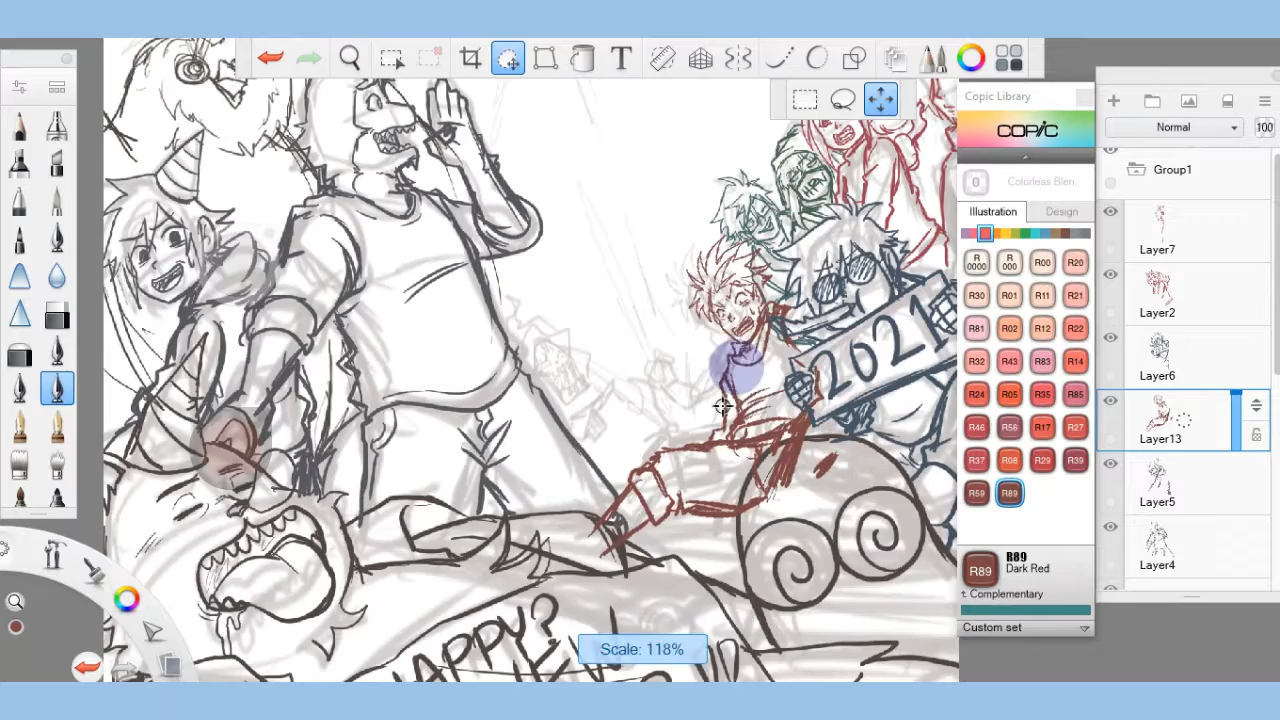 T
Copic Library
COPIC
Normal
100
0
Colorless Blen.
Group1
Illustration
Design
R
0000
R
000
R00
R20
R30
R01
R11
R21
R81
R02
R12
R22
R32
R43
R83
R14
R24
R05
R35
R85
R46
R56
R17
R27
R37
R08
R29
R39
R59
R89
Layer7
Layer2
Layer6
Layer13
Layer5
Layer4
2021
R89
R89
Dark Red
Complementary
Custom set
Scale: 118%